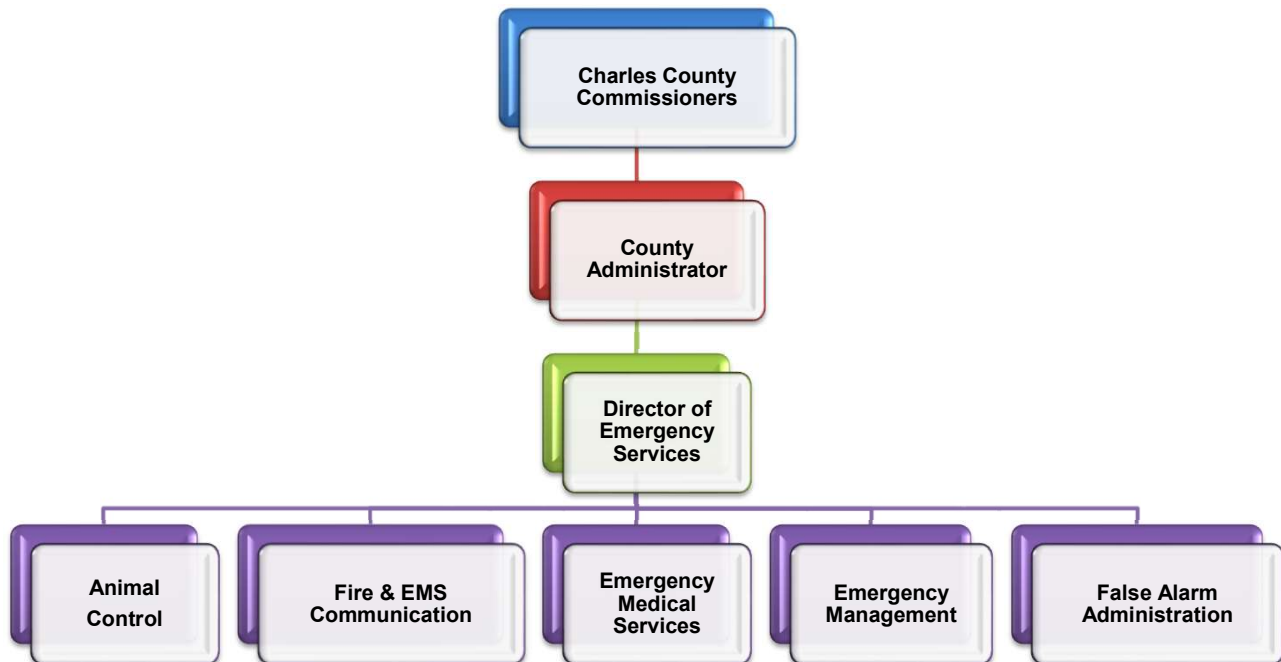 Charles County
Commissioners
County
Administrator
Director of
Emergency
Services
Animal
Control
Fire & EMS
Communication
Emergency
Medical
Services
Emergency
Management
False Alarm
Administration